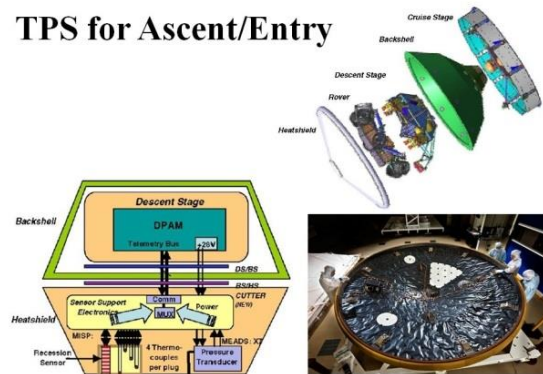 TPS for Ascent/Entry
Cruise Stage
Backshell
Descent Stage
Rover
Heatshield
Backshell
Descent Stage
DPAM
Telemetry Bus
+28V
DS/BS
BS/HS
CUTTER
(NEW)
Heatshield
Sensor Support
Electronics
Comm
MUX
Power
MISP:
MEADS: X7
Recession
Sensor
4 Thermo-
couples
per plug
Pressure
Transducer